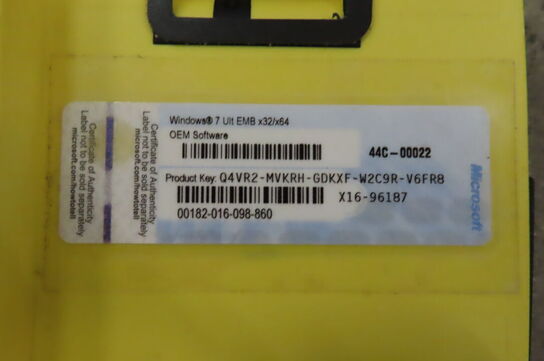 Windows® 7 Ult EMB x32/x64
OEM Software
44C-00022
Product Key: Q4VR2-MVKRH-GDKXF-W2C9R-V6FR8
X16-96187
00182-016-098-860
Certificate of Authenticity
Label not to be sold separately
microsoft.com/howtotell
Certificate of Authenticity
Label not to be sold separately
microsoft.com/howtotell
Microsoft